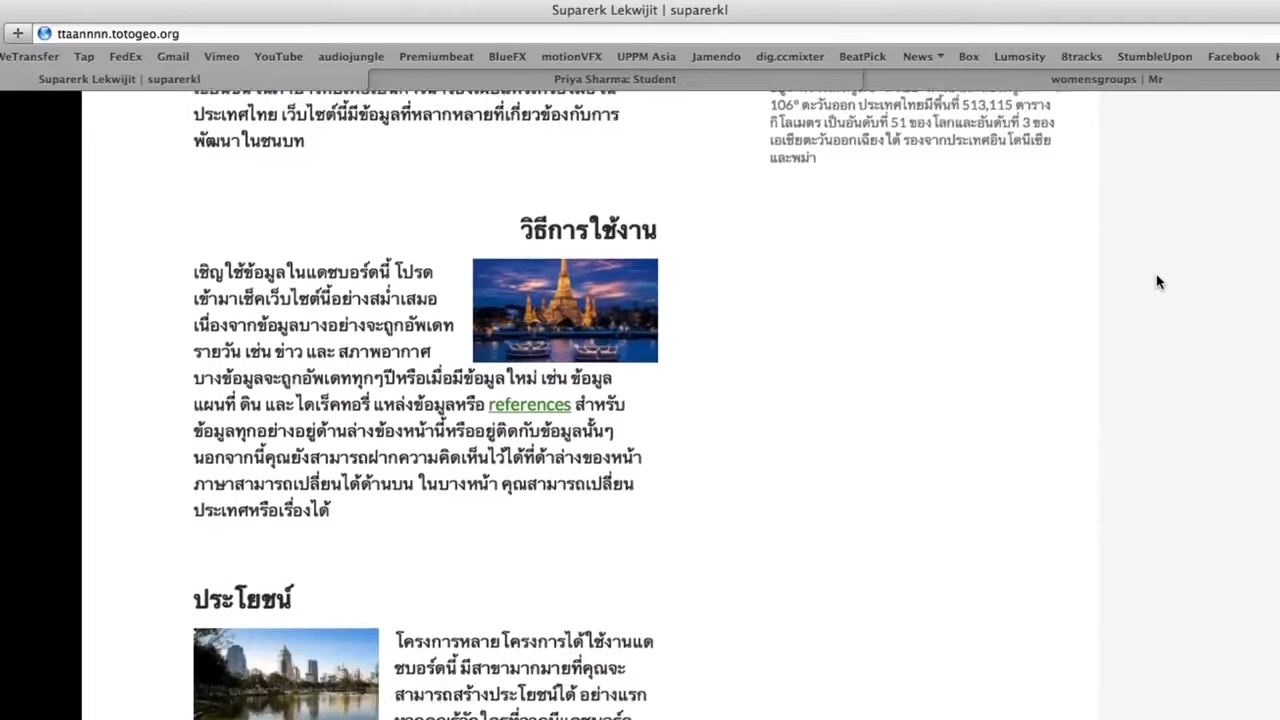 Suparerk Lekwijit | suparerkl
ttaannnn.totogeo.org
WeTransfer Tap FedEx Gmail Vimeo YouTube audiojungle Premiumbeat BlueFX motionVFX UPPM Asia Jamendo dig.ccmixter BeatPick News Box Lumosity 8tracks StumbleUpon Facebook
Suparerk Lekwijit | suparerkl
Priya Sharma: Student
womensgroups | Mr
ประเทศไทย เว็บไซต์นี้มีข้อมูลที่หลากหลายที่เกี่ยวข้องกับการ
พัฒนาในชนบท
106° ตะวันออก ประเทศไทยมีพื้นที่ 513,115 ตาราง
กิโลเมตร เป็นอันดับที่ 51 ของโลกและอันดับที่ 3 ของ
เอเชียตะวันออกเฉียงใต้ รองจากประเทศอินโดนีเซีย
และพม่า
วิธีการใช้งาน
เชิญใช้ข้อมูลในแดชบอร์ดนี้ โปรด
เข้ามาเช็คเว็บไซต์นี้อย่างสม่ำเสมอ
เนื่องจากข้อมูลบางอย่างจะถูกอัพเดท
รายวัน เช่น ข่าว และ สภาพอากาศ
บางข้อมูลจะถูกอัพเดททุกๆปีหรือเมื่อมีข้อมูลใหม่ เช่น ข้อมูล
แผนที่ ดิน และไดเร็คทอรี่ แหล่งข้อมูลหรือ references สำหรับ
ข้อมูลทุกอย่างอยู่ด้านล่างข้องหน้านี้หรืออยู่ติดกับข้อมูลนั้นๆ
นอกจากนี้คุณยังสามารถฝากความคิดเห็นไว้ได้ที่ด้าล่างของหน้า
ภาษาสามารถเปลี่ยนได้ด้านบน ในบางหน้า คุณสามารถเปลี่ยน
ประเทศหรือเรื่องได้
ประโยชน์
โครงการหลายโครงการได้ใช้งานแด
ชบอร์ดนี้ มีสาขามากมายที่คุณจะ
สามารถสร้างประโยชน์ได้ อย่างแรก